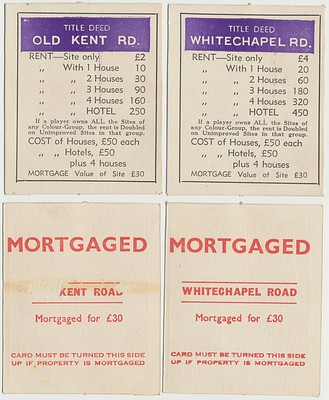 TITLE DEED
OLD KENT RD.
RENT—Site only £2
„ With 1 House 10
„ „ 2 Houses 30
„ „ 3 Houses 90
„ „ 4 Houses 160
„ „ HOTEL 250
If a player owns ALL the Sites of
any Colour-Group, the rent is Doubled
on Unimproved Sites in that group.
COST of Houses, £50 each
„ „ Hotels, £50
plus 4 houses
MORTGAGE Value of Site £30
TITLE DEED
WHITECHAPEL RD.
RENT—Site only £4
„ With 1 House 20
„ „ 2 Houses 60
„ „ 3 Houses 180
„ „ 4 Houses 320
„ „ HOTEL 450
If a player owns ALL the Sites of
any Colour-Group, the rent is Doubled
on Unimproved Sites in that group.
COST of Houses, £50 each
„ „ Hotels, £50
plus 4 houses
MORTGAGE Value of Site £30
MORTGAGED
KENT ROAD
Mortgaged for £30
CARD MUST BE TURNED THIS SIDE
UP IF PROPERTY IS MORTGAGED
MORTGAGED
WHITECHAPEL ROAD
Mortgaged for £30
CARD MUST BE TURNED THIS SIDE
UP IF PROPERTY IS MORTGAGED